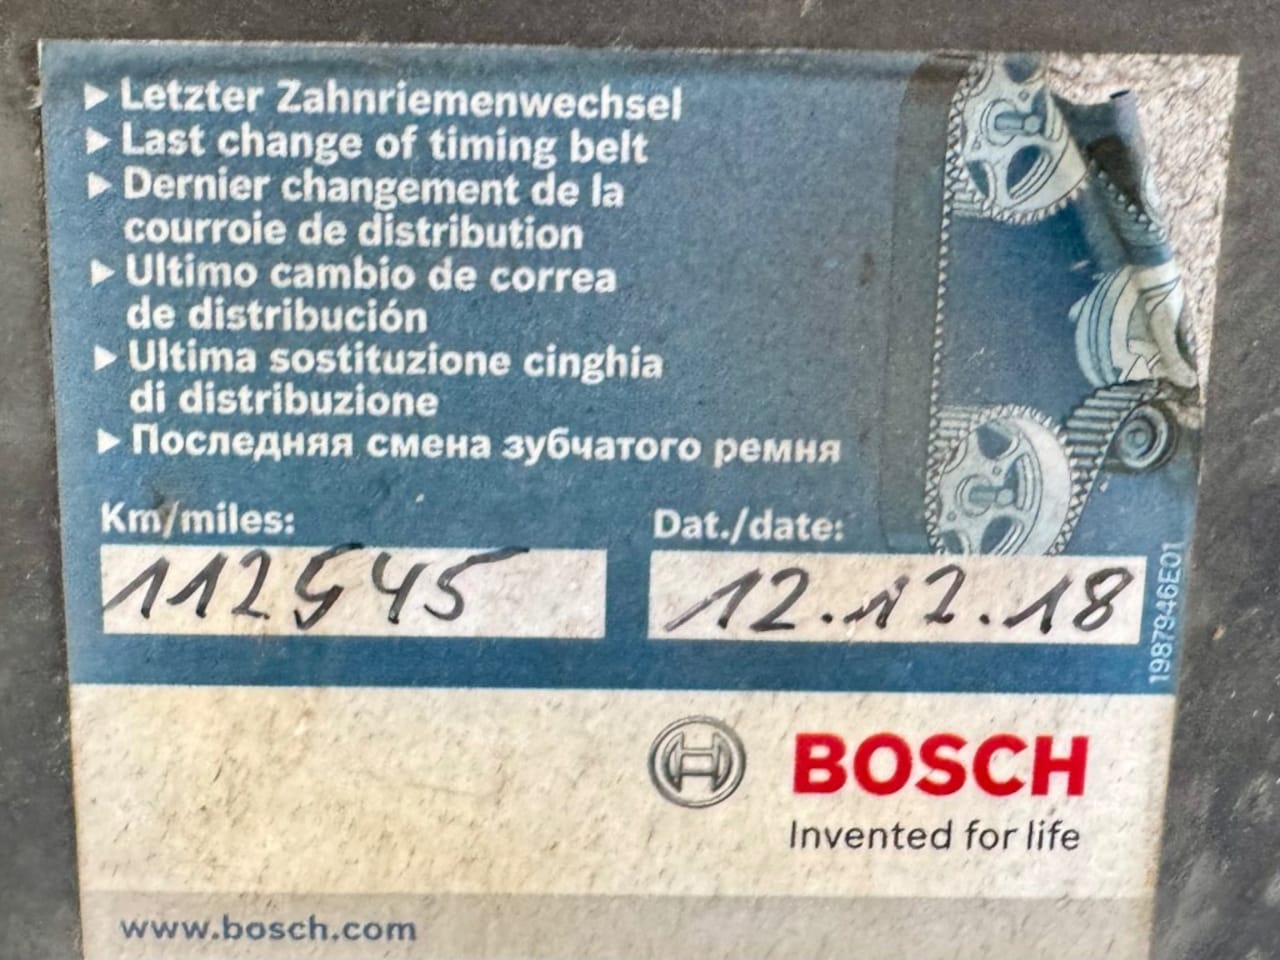 ▶ Letzter Zahnriemenwechsel
▶ Last change of timing belt
▶ Dernier changement de la
courroie de distribution
▶ Ultimo cambio de correa
de distribución
▶ Ultima sostituzione cinghia
di distribuzione
▶ Последняя смена зубчатого ремня
Km/miles:
Dat./date:
112545
12.12.18
1987946E01
BOSCH
Invented for life
www.bosch.com